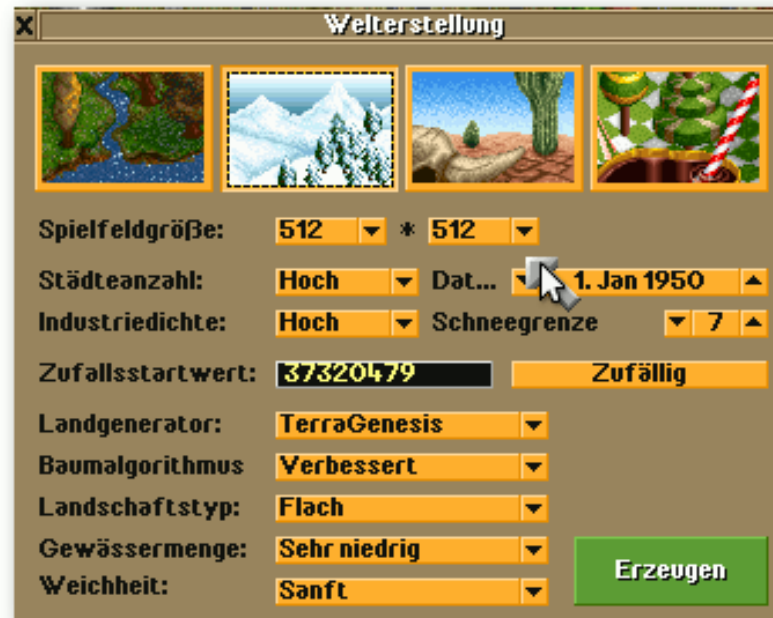 Welterstellung
Spielfeldgröße: 512 * 512
Städteanzahl: Hoch Dat... 1. Jan 1950
Industriedichte: Hoch Schneegrenze 7
Zufallsstartwert: 37320479 Zufällig
Landgenerator: TerraGenesis
Baumalgorithmus Verbessert
Landschaftstyp: Flach
Gewässermenge: Sehr niedrig
Erzeugen
Weichheit: Sanft